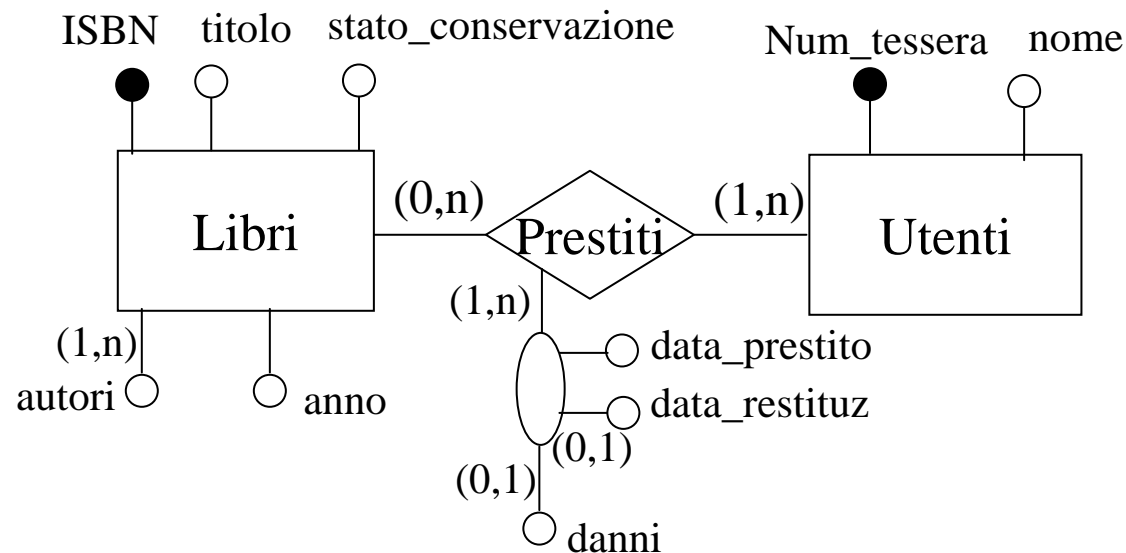 ISBN titolo stato_conservazione
Num_tessera nome
(0,n) (1,n)
Libri Prestiti Utenti
(1,n)
(1,n)
autori anno
data_prestito
data_restituz
(0,1)
(0,1)
danni